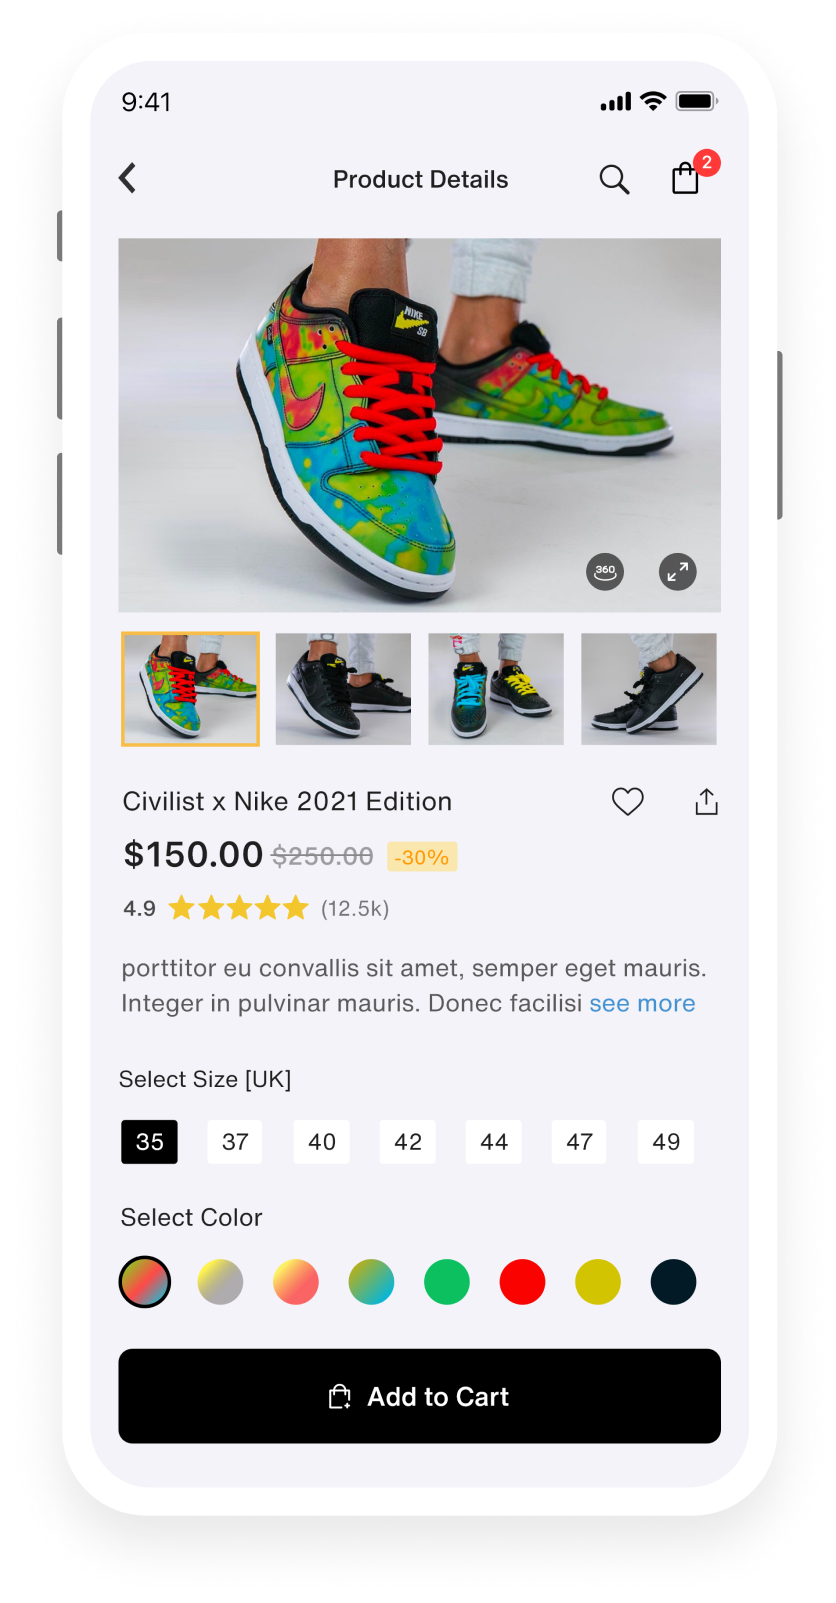 9:41
Product Details
2
NIKE
SB
360
Civilist x Nike 2021 Edition
$150.00 $250.00 -30%
4.9 (12.5k)
porttitor eu convallis sit amet, semper eget mauris.
Integer in pulvinar mauris. Donec facilisi see more
Select Size [UK]
35 37 40 42 44 47 49
Select Color
Add to Cart